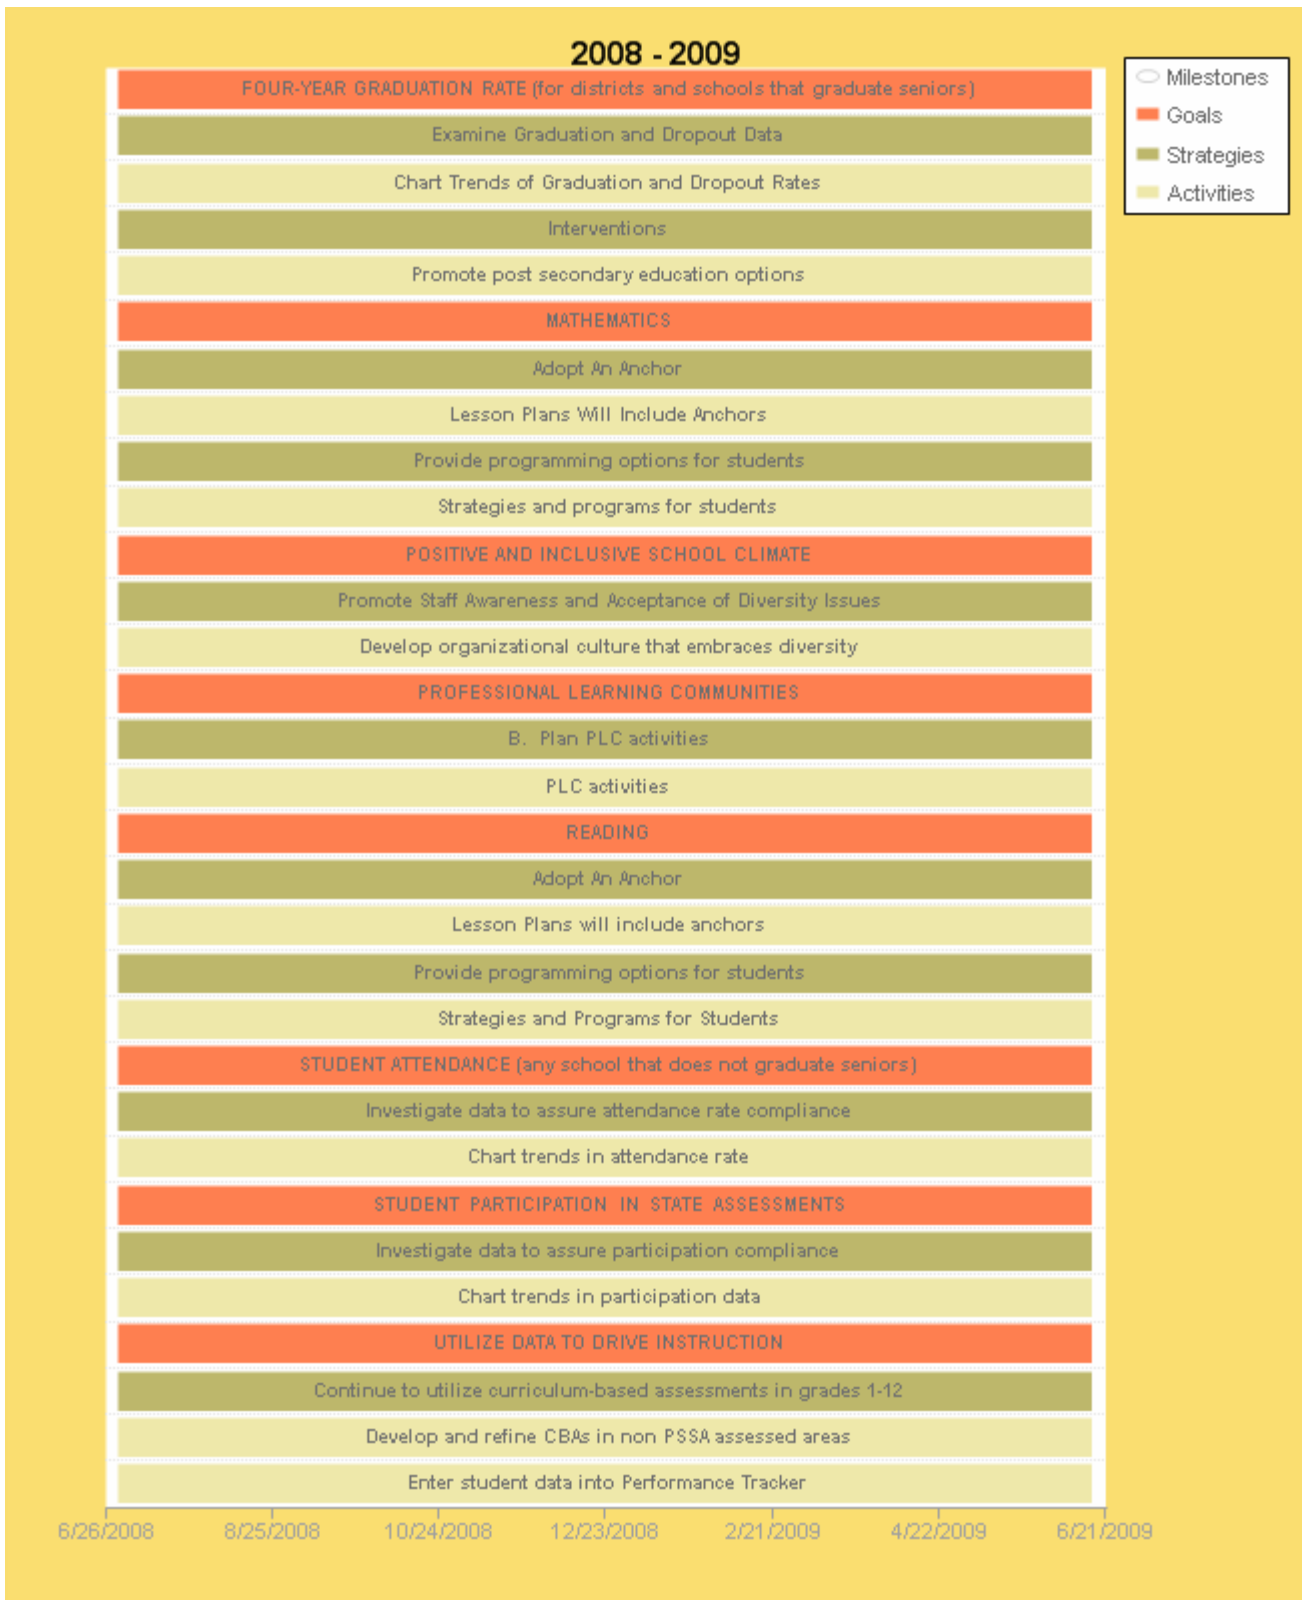 2008 - 2009
Milestones
Goals
Strategies
Activities
FOUR-YEAR GRADUATION RATE (for districts and schools that graduate seniors)
Examine Graduation and Dropout Data
Chart Trends of Graduation and Dropout Rates
Interventions
Promote post secondary education options
MATHEMATICS
Adopt An Anchor
Lesson Plans Will Include Anchors
Provide programming options for students
Strategies and programs for students
POSITIVE AND INCLUSIVE SCHOOL CLIMATE
Promote Staff Awareness and Acceptance of Diversity Issues
Develop organizational culture that embraces diversity
PROFESSIONAL LEARNING COMMUNITIES
B. Plan PLC activities
PLC activities
READING
Adopt An Anchor
Lesson Plans will include anchors
Provide programming options for students
Strategies and Programs for Students
STUDENT ATTENDANCE (any school that does not graduate seniors)
Investigate data to assure attendance rate compliance
Chart trends in attendance rate
STUDENT PARTICIPATION IN STATE ASSESSMENTS
Investigate data to assure participation compliance
Chart trends in participation data
UTILIZE DATA TO DRIVE INSTRUCTION
Continue to utilize curriculum-based assessments in grades 1-12
Develop and refine CBAs in non PSSA assessed areas
Enter student data into Performance Tracker
6/26/2008 8/25/2008 10/24/2008 12/23/2008 2/21/2009 4/22/2009 6/21/2009